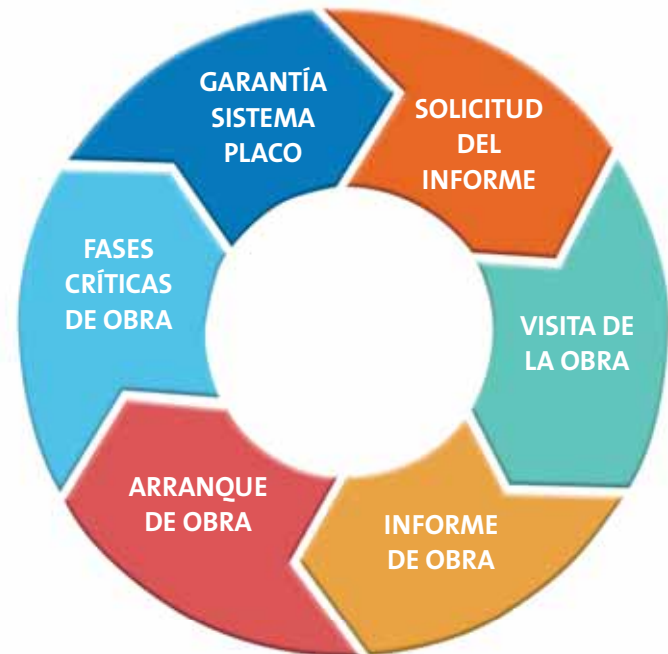 GARANTÍA
SISTEMA
PLACO
SOLICITUD
DEL
INFORME
VISITA DE
LA OBRA
INFORME
DE OBRA
ARRANQUE
DE OBRA
FASES
CRÍTICAS
DE OBRA